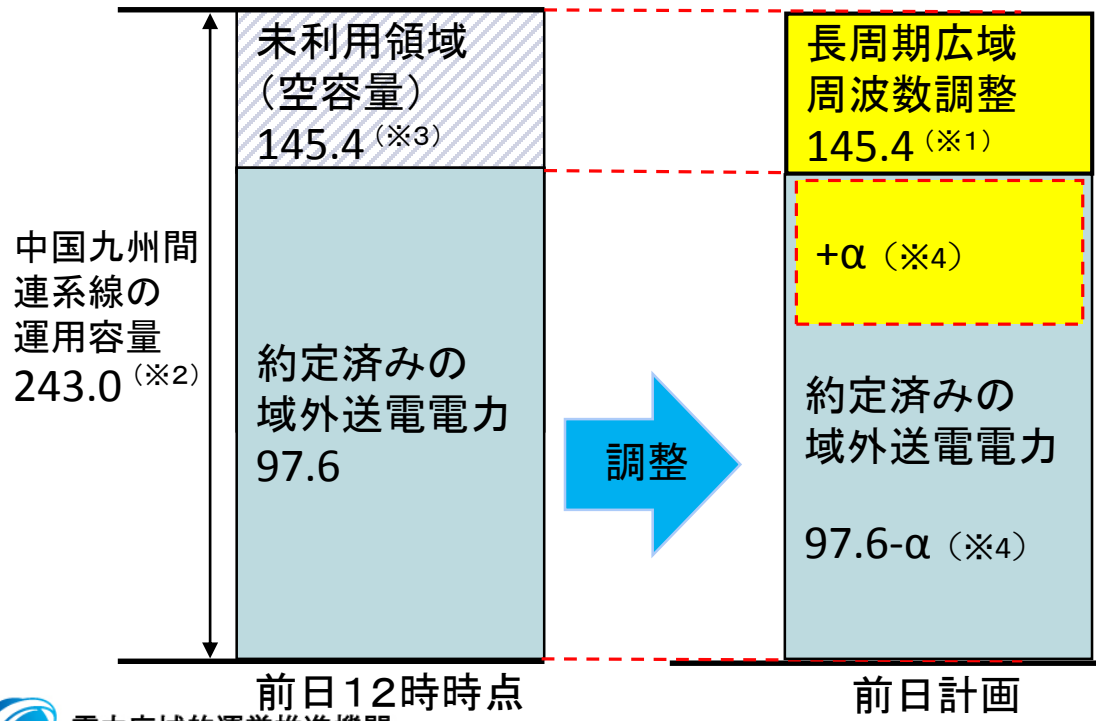 未利用領域
（空容量）
145.4（※3）
中国九州間
連系線の
運用容量
243.0（※2）
約定済みの
域外送電電力
97.6
前日12時時点
調整
長周期広域
周波数調整
145.4（※1）
+α（※4）
約定済みの
域外送電電力
97.6-α（※4）
前日計画